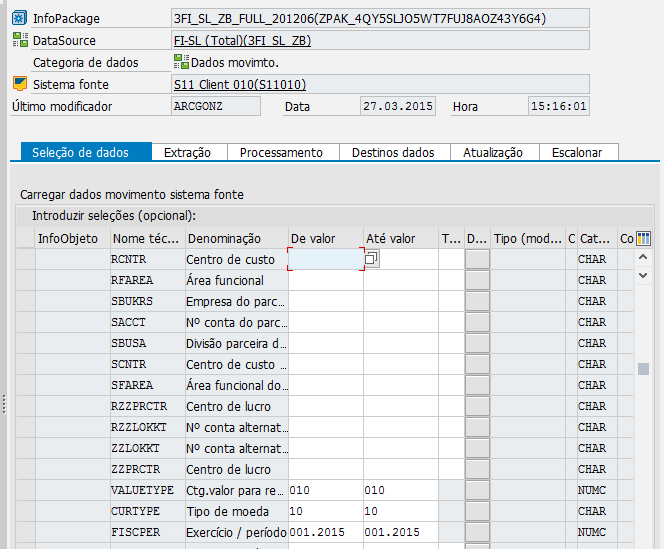 InfoPackage 3FI_SL_ZB_FULL_201206(ZPAK_4QY5SLJO5WT7FUJ8AOZ43Y6G4)
DataSource FI-SL (Total)(3FI_SL_ZB)
Categoria de dados Dados movimto.
Sistema fonte S11 Client 010(S11010)
Último modificador ARCGONZ Data 27.03.2015 Hora 15:16:01
Seleção de dados Extração Processamento Destinos dados Atualização Escalonar
Carregar dados movimento sistema fonte
Introduzir seleções (opcional):
InfoObjeto Nome téc... Denominação De valor Até valor T... D... Tipo (mod... C Cat... Co
RCNTR Centro de custo CHAR
RFAREA Área funcional CHAR
SBUKRS Empresa do parc... CHAR
SACCT Nº conta do parc... CHAR
SBUSA Divisão parceira d... CHAR
SCNTR Centro de custo ... CHAR
SFAREA Área funcional do... CHAR
RZZPRCTR Centro de lucro CHAR
RZZLOKKT Nº conta alternat... CHAR
ZZLOKKT Nº conta alternat... CHAR
ZZPRCTR Centro de lucro CHAR
VALUETYPE Ctg.valor para re... 010 010 NUMC
CURTYPE Tipo de moeda 10 10 CHAR
FISCPER Exercício / período 001.2015 001.2015 NUMC